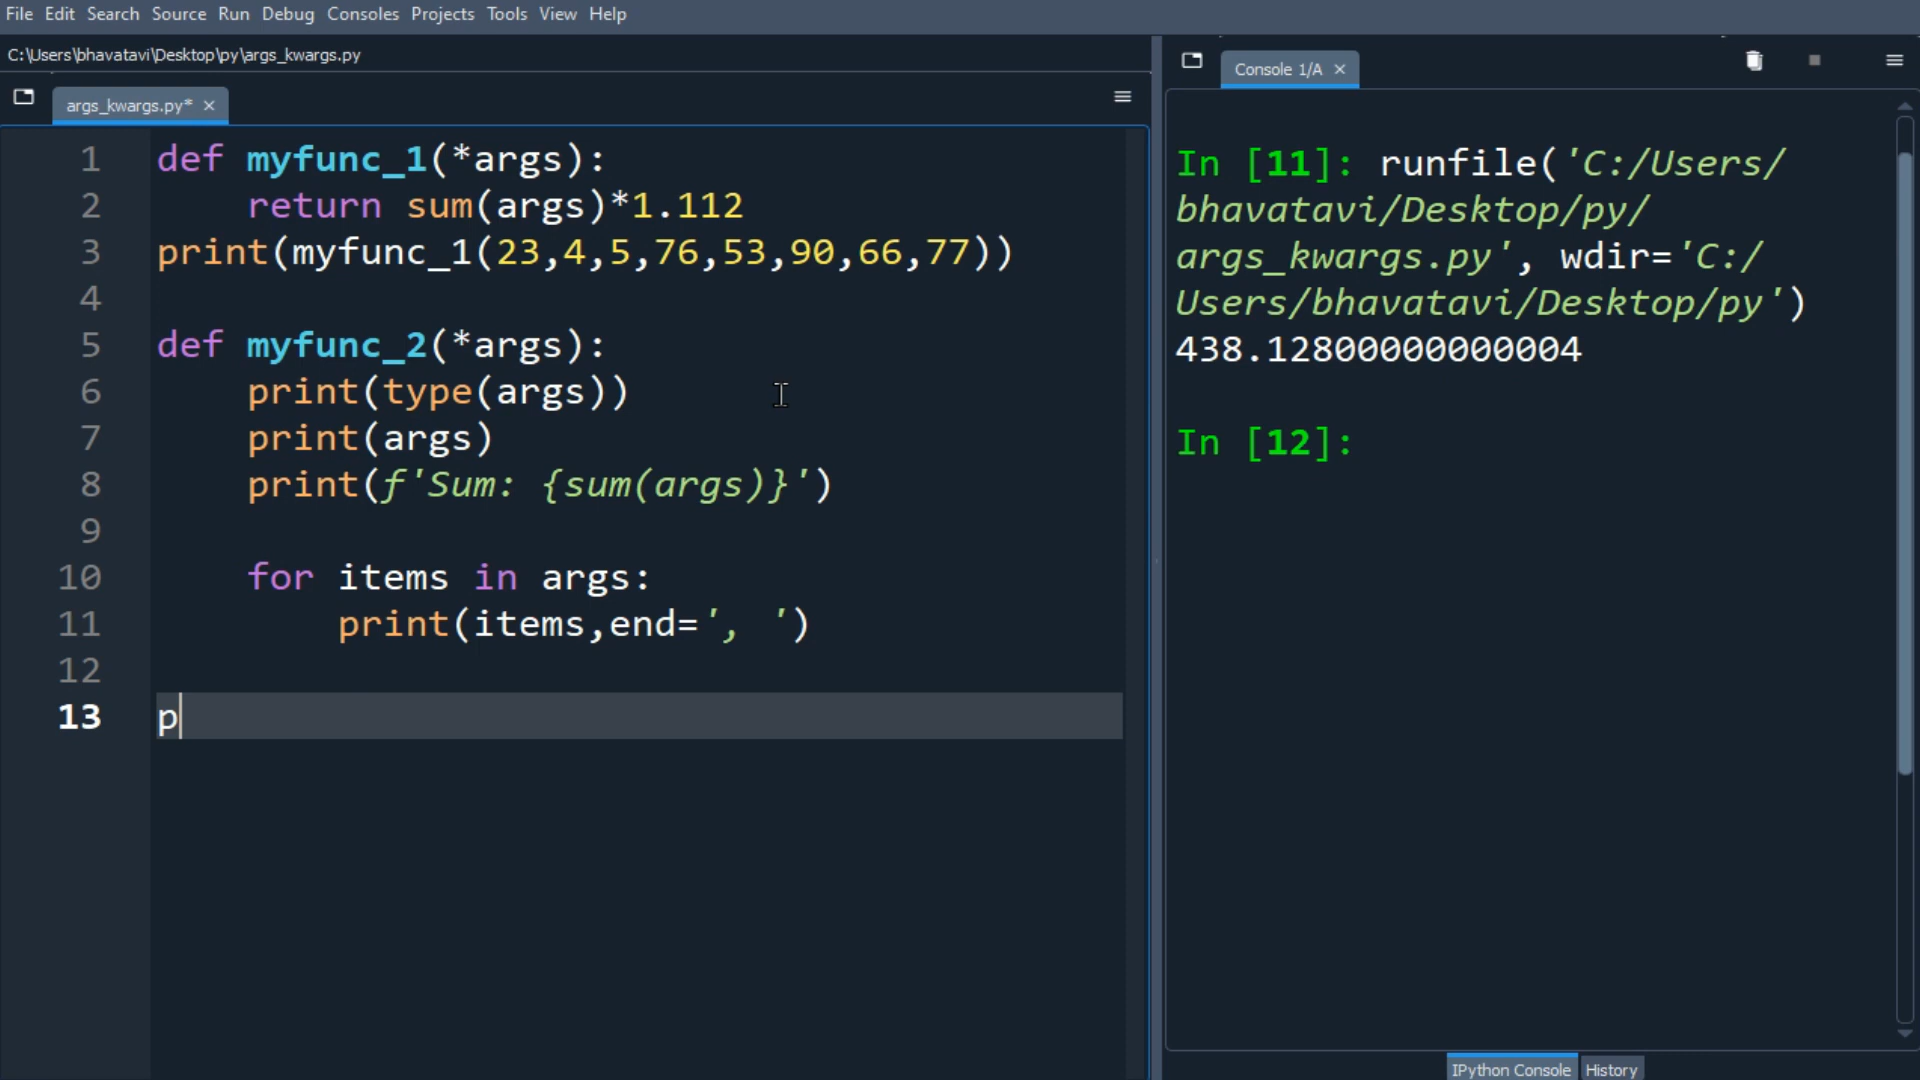 File Edit Search Source Run Debug Consoles Projects Tools View Help
C:\Users\bhavatavi\Desktop\py\args_kwargs.py
args_kwargs.py*
1 def myfunc_1(*args):
2     return sum(args)*1.112
3 print(myfunc_1(23,4,5,76,53,90,66,77))
4
5 def myfunc_2(*args):
6     print(type(args))
7     print(args)
8     print(f'Sum: {sum(args)}')
9
10     for items in args:
11         print(items,end=', ')
12
13 p
Console 1/A
In [11]: runfile('C:/Users/
bhavatavi/Desktop/py/
args_kwargs.py', wdir='C:/
Users/bhavatavi/Desktop/py')
438.12800000000004
In [12]:
IPython Console History